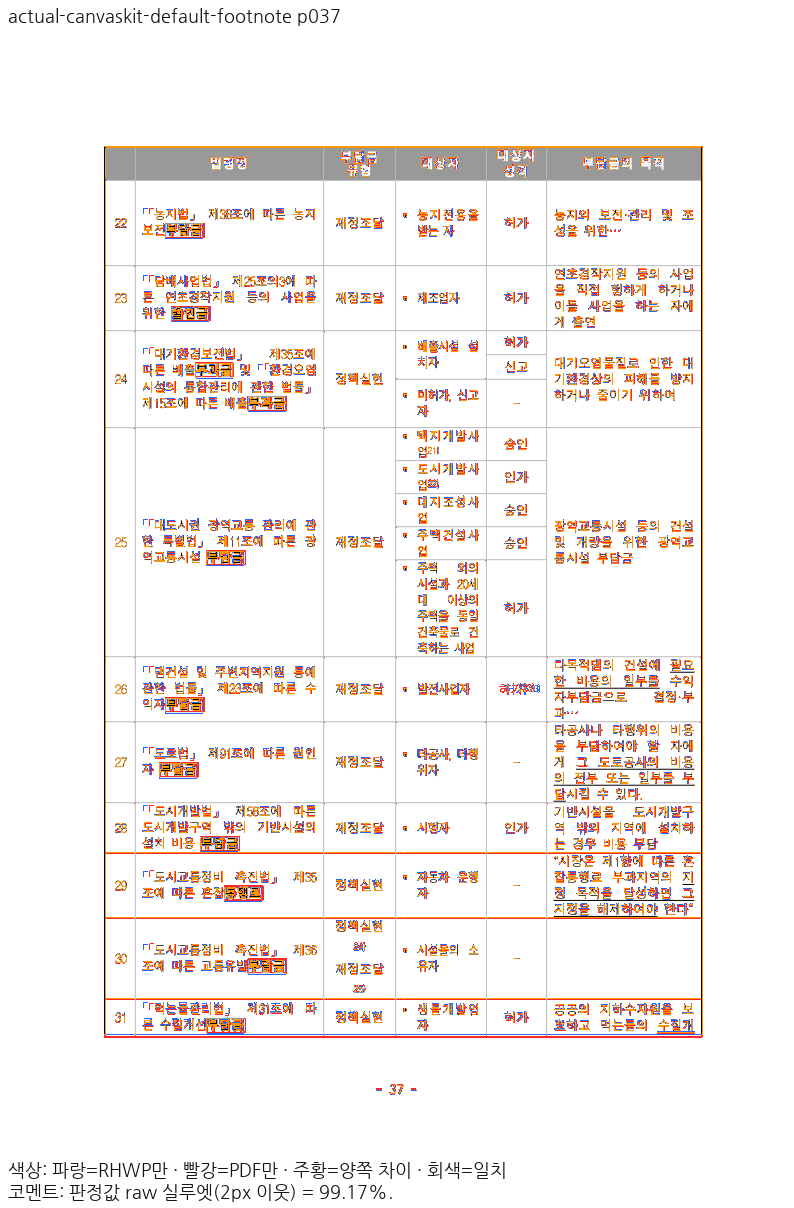 actual-canvaskit-default-footnote p037
법령명 부담금 유형 대상자 대상자 성격 부담금의 목적
22 「「농지법」 제38조에 따른 농지
보전부담금
재정조달
농지전용을
받는 자
허가
농지의 보전·관리 및 조
성을 위한…
23 「「담배사업법」 제25조의3에 따
른 연초경작지원 등의 사업을
위한 출연금
재정조달
제조업자
허가
연초경작지원 등의 사업
을 직접 행하게 하거나
이들 사업을 하는 자에
게 출연
24 「「대기환경보전법」 제35조에
따른 배출부과금 및 「「환경오염
시설의 통합관리에 관한 법률」
제15조에 따른 배출부과금
정책실현
배출시설 설
치자
허가
신고
미허가, 신고
자
–
대기오염물질로 인한 대
기환경상의 피해를 방지
하거나 줄이기 위하여
25 「「대도시권 광역교통 관리에 관
한 특별법」 제11조에 따른 광
역교통시설 부담금
재정조달
택지개발사
업21)
승인
도시개발사
업22)
인가
대지조성사
업
승인
주택건설사
업
승인
주택 외의
시설과 20세
대 이상의
주택을 동일
건축물로 건
축하는 사업
허가
광역교통시설 등의 건설
및 개량을 위한 광역교
통시설 부담금
26 「「댐건설 및 주변지역지원 등에
관한 법률」 제23조에 따른 수
익자부담금
재정조달
발전사업자
다목적댐의 건설에 필요
한 비용의 일부를 수익
자부담금으로 결정·부
과…
27 「「도로법」 제91조에 따른 원인
자 부담금
재정조달
타공사, 타행
위자
–
타공사나 타행위의 비용
을 부담하여야 할 자에
게 그 도로공사의 비용
의 전부 또는 일부를 부
담시킬 수 있다.
28 「「도시개발법」 제58조에 따른
도시개발구역 밖의 기반시설의
설치 비용 부담금
재정조달
시행자
인가
기반시설을 도시개발구
역 밖의 지역에 설치하
는 경우 비용 부담
29 「「도시교통정비 촉진법」 제35
조에 따른 혼잡통행료
정책실현
자동차 운행
자
–
“시장은 제1항에 따른 혼
잡통행료 부과지역의 지
정 목적을 달성하면 그
지정을 해제하여야 한다“
30 「「도시교통정비 촉진법」 제36
조에 따른 교통유발부담금
정책실현
24)
재정조달
25)
시설물의 소
유자
–
31 「「먹는물관리법」 제31조에 따
른 수질개선부담금
정책실현
샘물개발업
자
허가
공공의 지하수자원을 보
호하고 먹는물의 수질개
- 37 -
색상: 파랑=RHWP만 · 빨강=PDF만 · 주황=양쪽 차이 · 회색=일치
코멘트: 판정값 raw 실루엣(2px 이웃) = 99.17%.